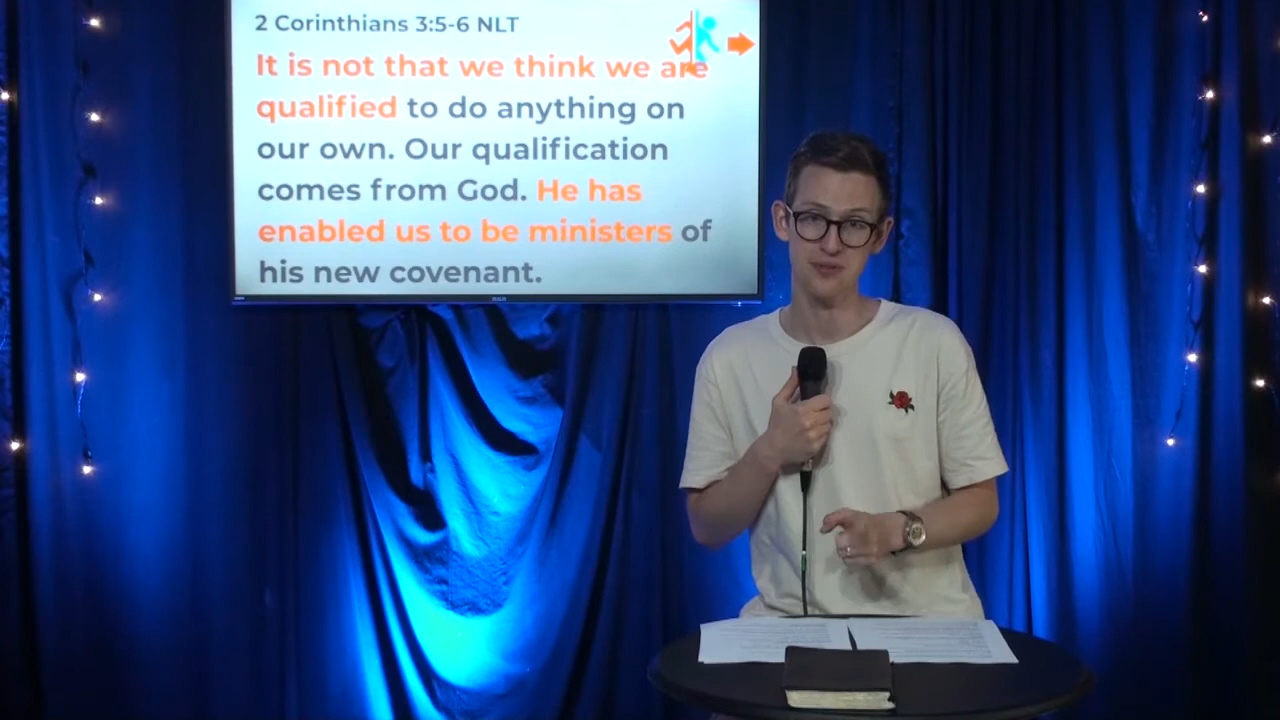 2 Corinthians 3:5-6 NLT
It is not that we think we are
qualified to do anything on
our own. Our qualification
comes from God. He has
enabled us to be ministers of
his new covenant.